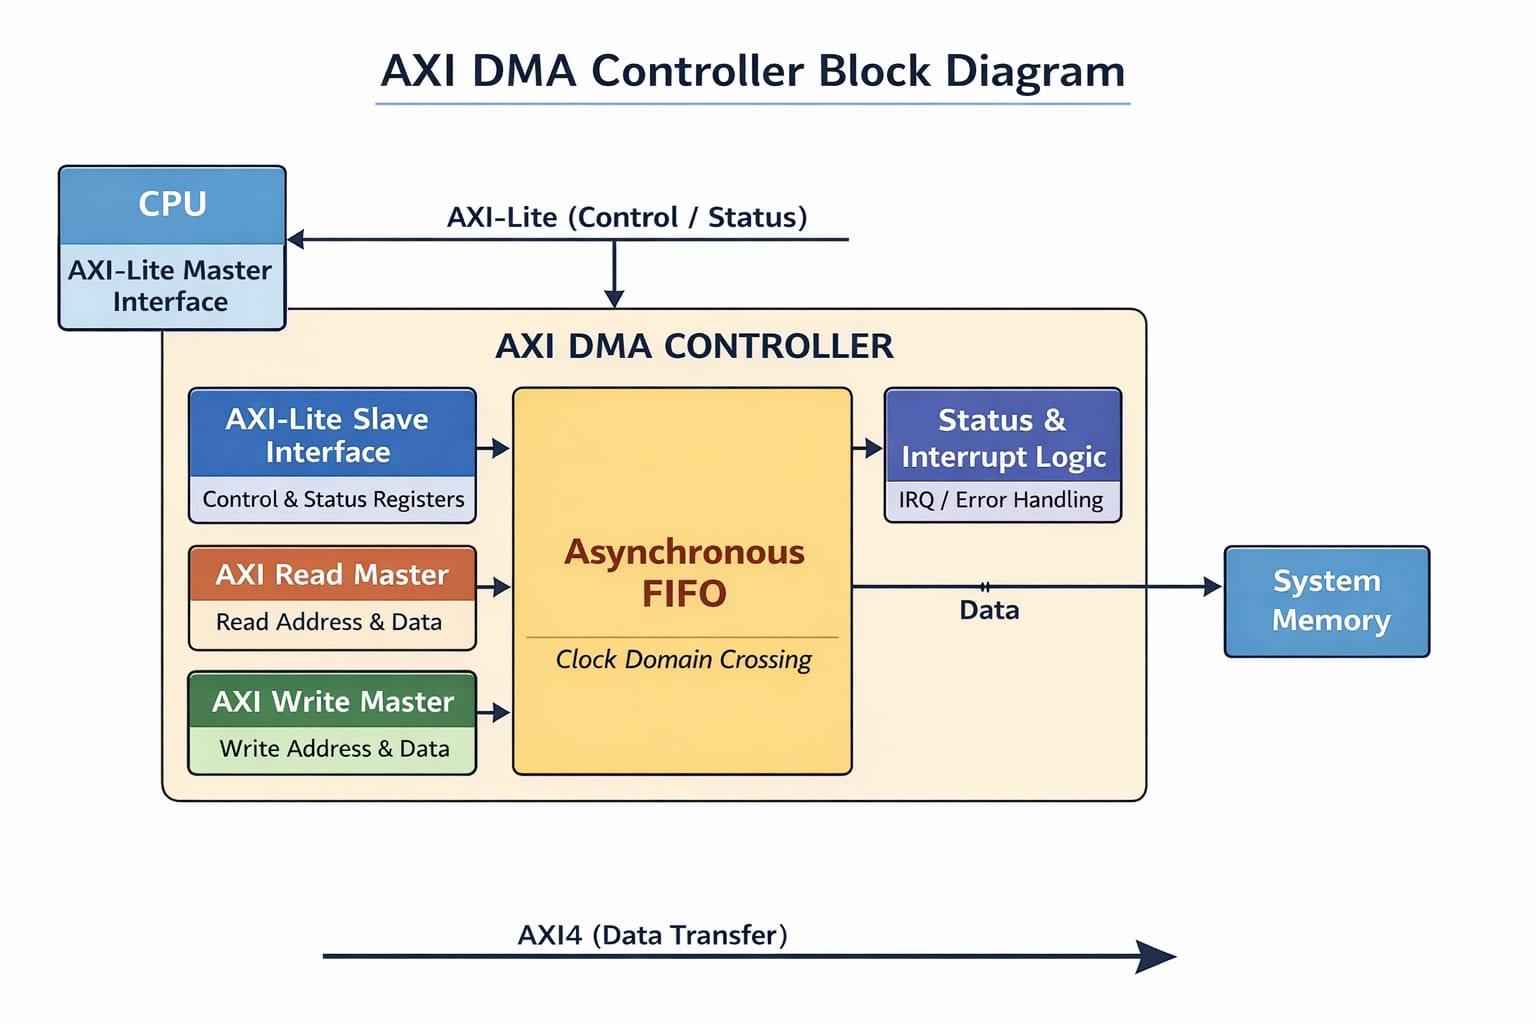 AXI DMA Controller Block Diagram
CPU
AXI-Lite Master
Interface
AXI-Lite (Control / Status)
AXI DMA CONTROLLER
AXI-Lite Slave
Interface
Control & Status Registers
AXI Read Master
Read Address & Data
AXI Write Master
Write Address & Data
Asynchronous
FIFO
Clock Domain Crossing
Status &
Interrupt Logic
IRQ / Error Handling
Data
System
Memory
AXI4 (Data Transfer)